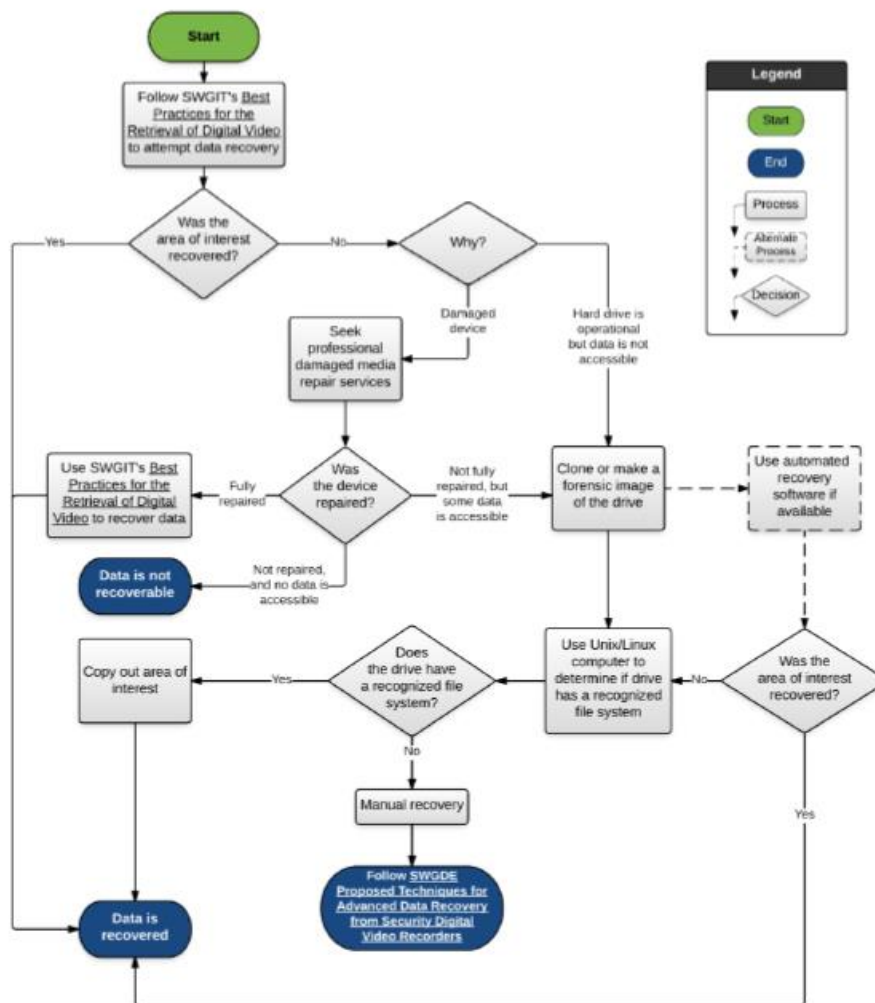 Start
Follow SWGIT's Best
Practices for the
Retrieval of Digital Video
to attempt data recovery
Legend
Start
End
Process
Alternate
Process
Decision
Was the
area of interest
recovered?
Yes
No
Why?
Damaged
device
Hard drive is
operational
but data is not
accessible
Seek
professional
damaged media
repair services
Was
the device
repaired?
Fully
repaired
Use SWGIT's Best
Practices for the
Retrieval of Digital
Video to recover data
Not fully
repaired, but
some data
is accessible
Clone or make a
forensic image
of the drive
Use automated
recovery
software if
available
Not repaired,
and no data is
accessible
Data is not
recoverable
Was the
area of interest
recovered?
No
Use Unix/Linux
computer to
determine if drive
has a recognized
file system
Does
the drive have
a recognized file
system?
Yes
Copy out area of
interest
No
Manual recovery
Follow SWGDE
Proposed Techniques for
Advanced Data Recovery
from Security Digital
Video Recorders
Yes
Data is
recovered